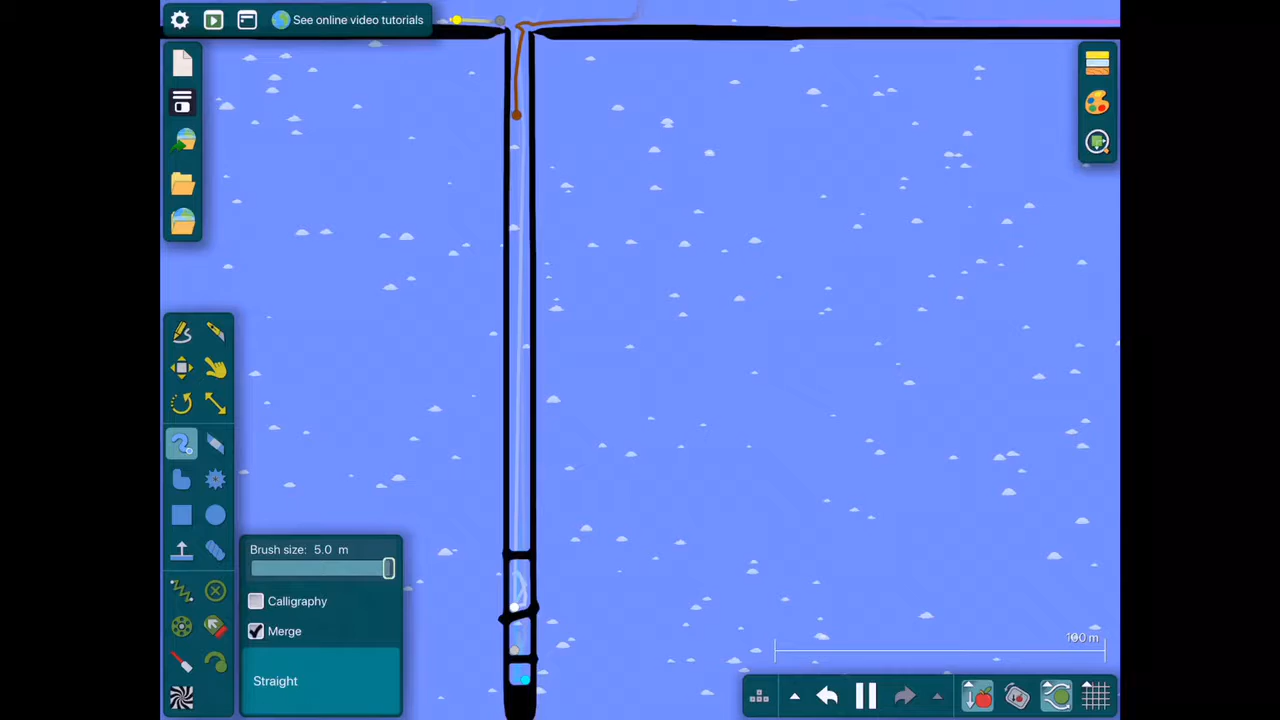 See online video tutorials
Brush size: 5.0 m
Calligraphy
Merge
Straight
100 m